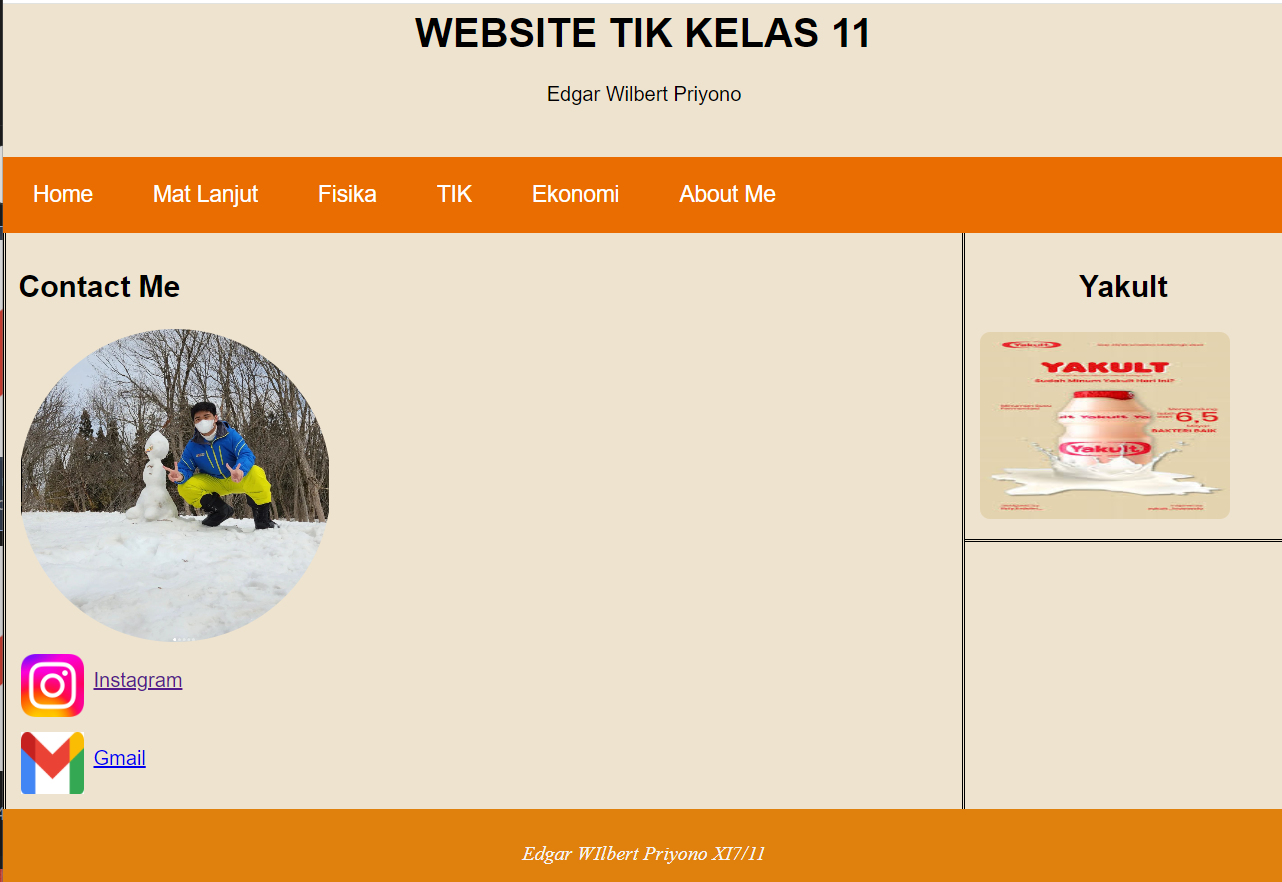 WEBSITE TIK KELAS 11
Edgar Wilbert Priyono
Home Mat Lanjut Fisika TIK Ekonomi About Me
Contact Me
Instagram
Gmail
Yakult
Yakult
YAKULT
Sudah Minum Yakult Hari Ini?
Mengandung
6,5
BAKTERI BAIK
Yakult
Edgar WIlbert Priyono XI7/11